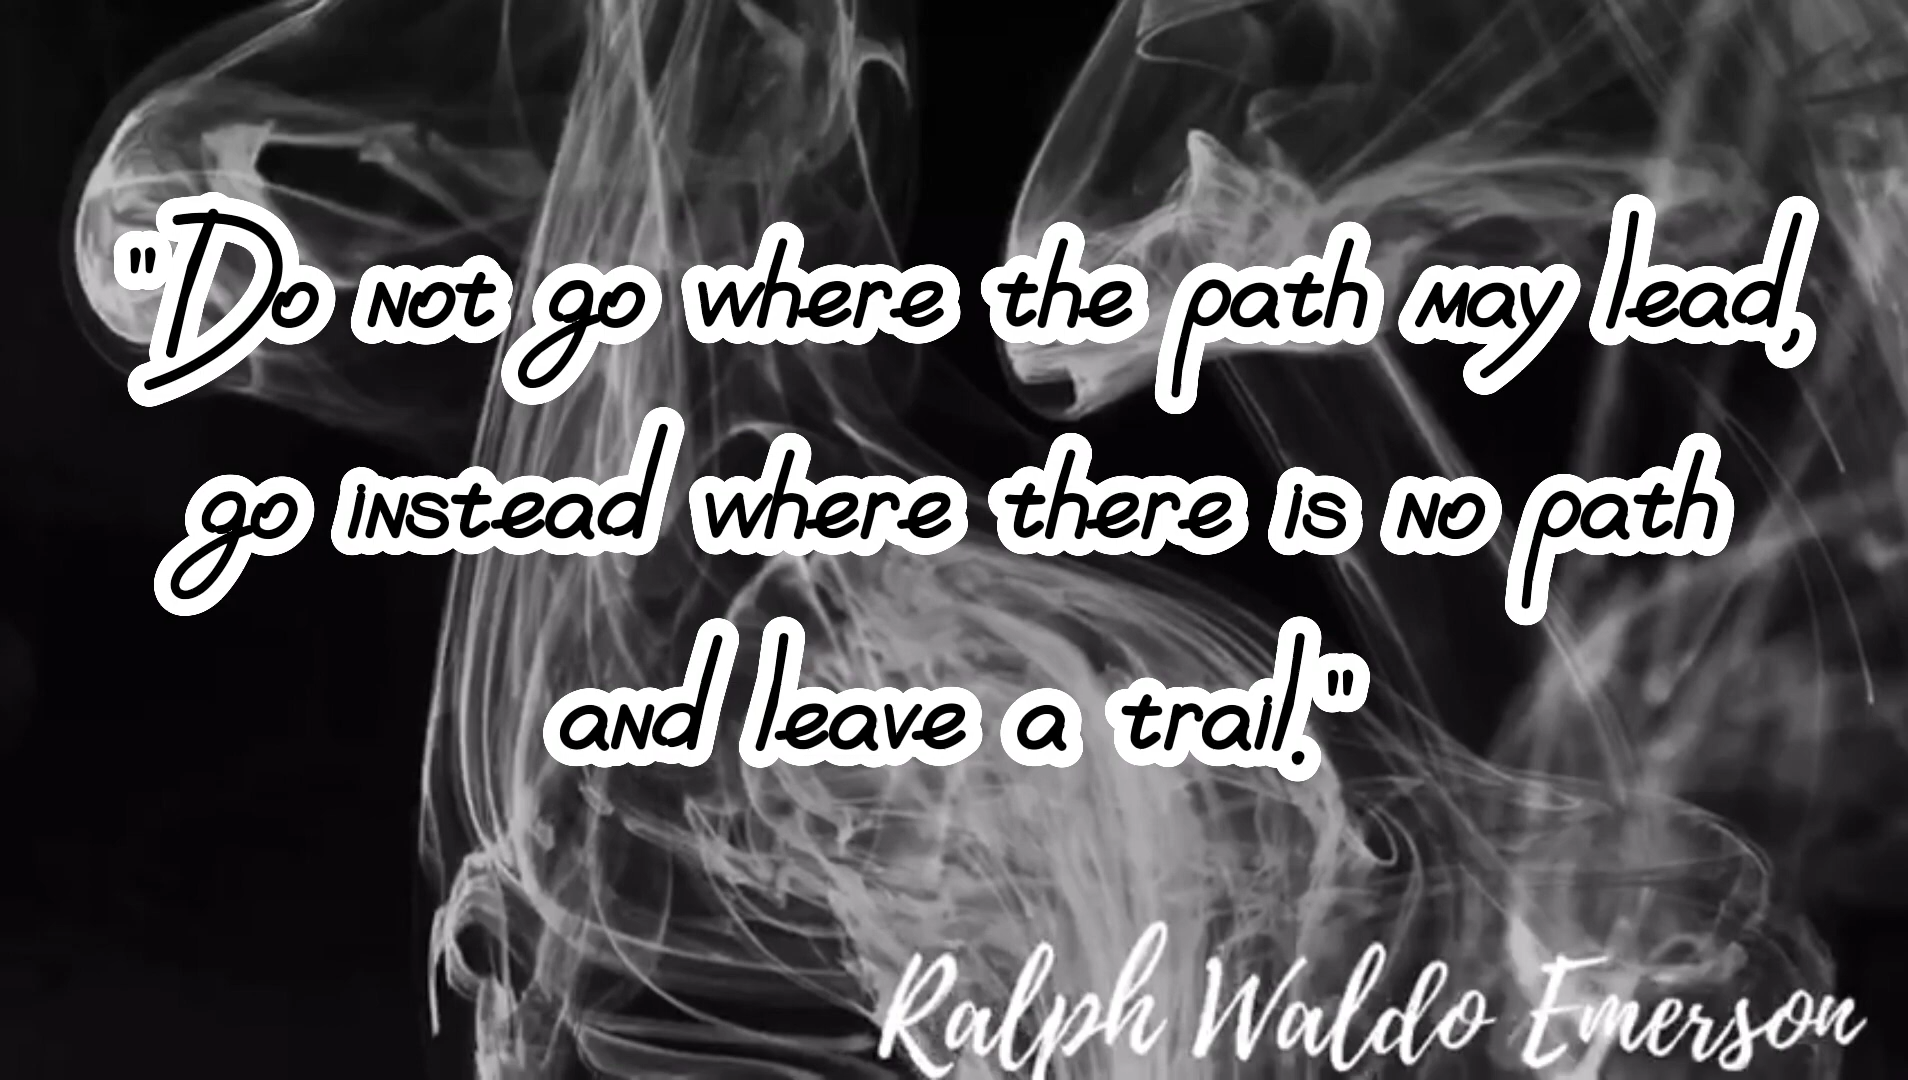 "Do not go where the path may lead,
go instead where there is no path
and leave a trail."
Ralph Waldo Emerson